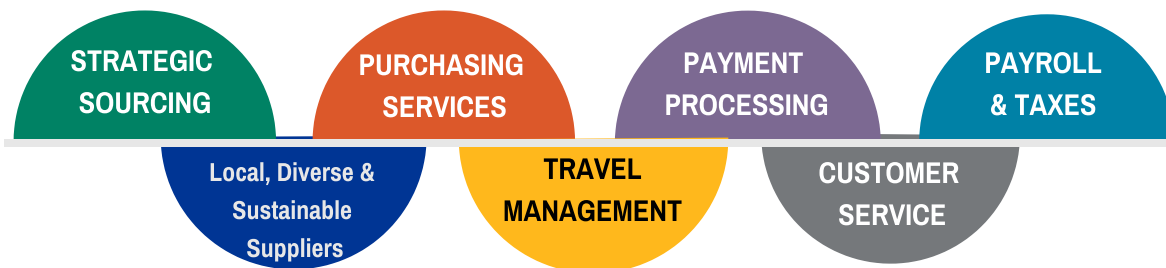 STRATEGIC
SOURCING
PURCHASING
SERVICES
PAYMENT
PROCESSING
PAYROLL
& TAXES
Local, Diverse &
Sustainable
Suppliers
TRAVEL
MANAGEMENT
CUSTOMER
SERVICE